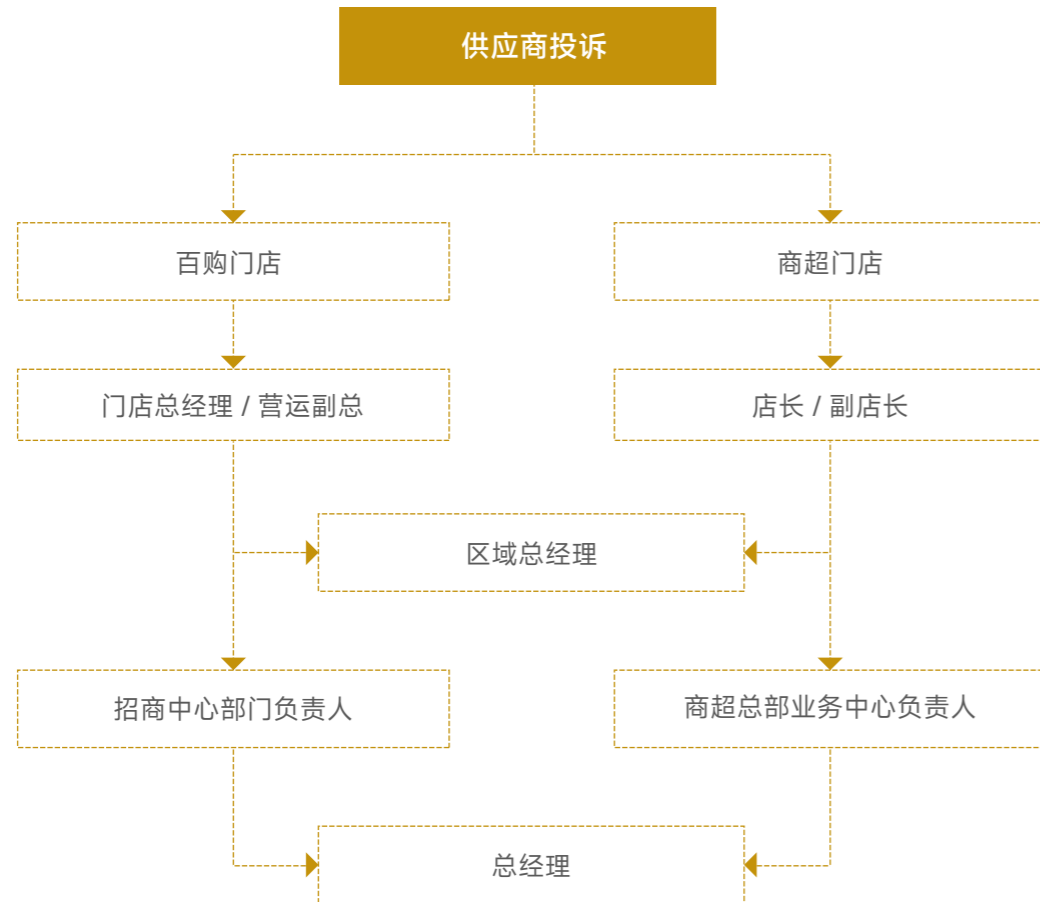 供应商投诉
百购门店
商超门店
门店总经理 / 营运副总
店长 / 副店长
区域总经理
招商中心部门负责人
商超总部业务中心负责人
总经理